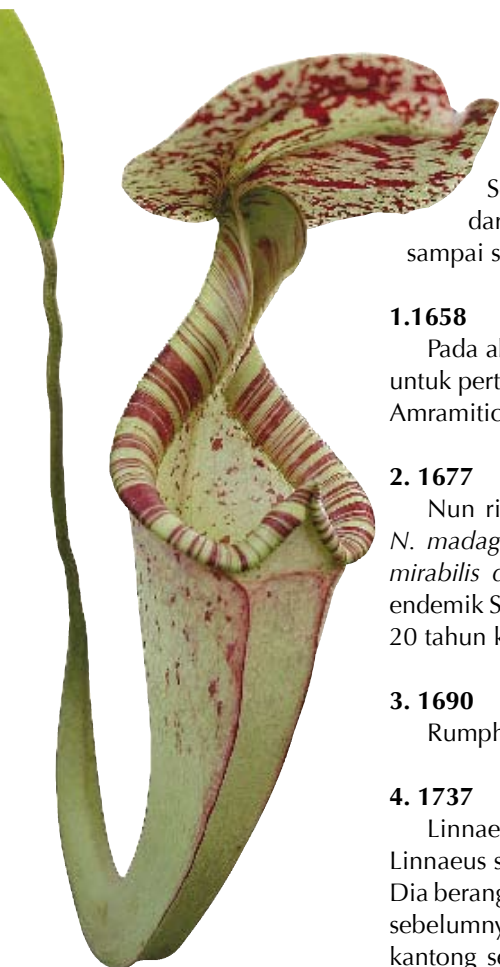 S
dar
sampai s
1.1658
Pada al
untuk pert
Amramitic
2. 1677
Nun ri
N. madag
mirabilis d
endemik S
20 tahun k
3. 1690
Rumph
4. 1737
Linnae
Linnaeus s
Dia berang
sebelumny
kantong se